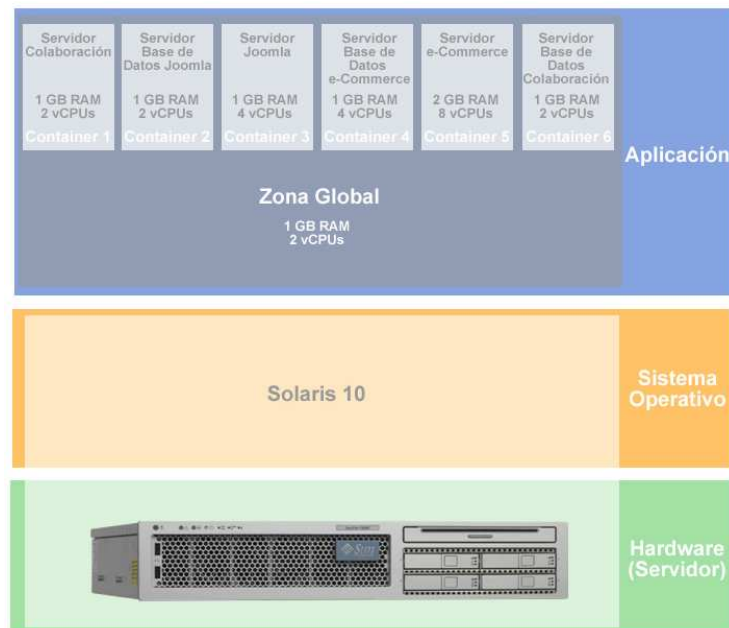 Servidor
Colaboración
1 GB RAM
2 vCPUs
Container 1
Servidor
Base de
Datos Joomla
1 GB RAM
2 vCPUs
Container 2
Servidor
Joomla
1 GB RAM
4 vCPUs
Container 3
Servidor
Base de
Datos
e-Commerce
1 GB RAM
4 vCPUs
Container 4
Servidor
e-Commerce
2 GB RAM
8 vCPUs
Container 5
Servidor
Base de
Datos
Colaboración
1 GB RAM
2 vCPUs
Container 6
Aplicación
Zona Global
1 GB RAM
2 vCPUs
Solaris 10
Sistema
Operativo
Sun
Hardware
(Servidor)